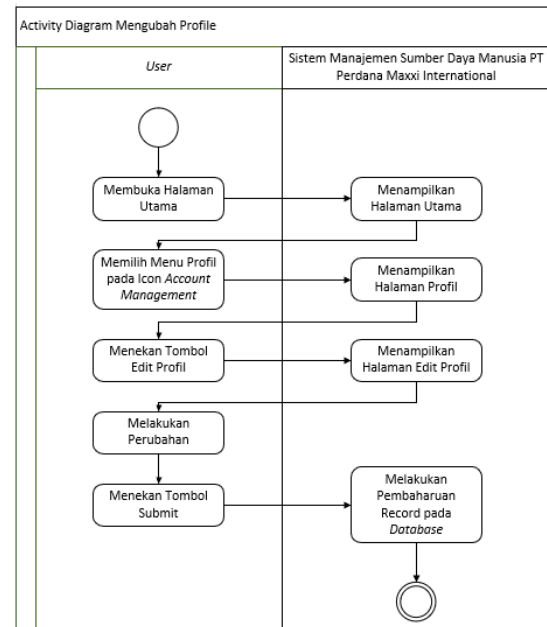 Activity Diagram Mengubah Profile
User
Sistem Manajemen Sumber Daya Manusia PT
Perdana Maxxi International
Membuka Halaman
Utama
Menampilkan
Halaman Utama
Memilih Menu Profil
pada Icon Account
Management
Menampilkan
Halaman Profil
Menekan Tombol
Edit Profil
Menampilkan
Halaman Edit Profil
Melakukan
Perubahan
Menekan Tombol
Submit
Melakukan
Pembaharuan
Record pada
Database